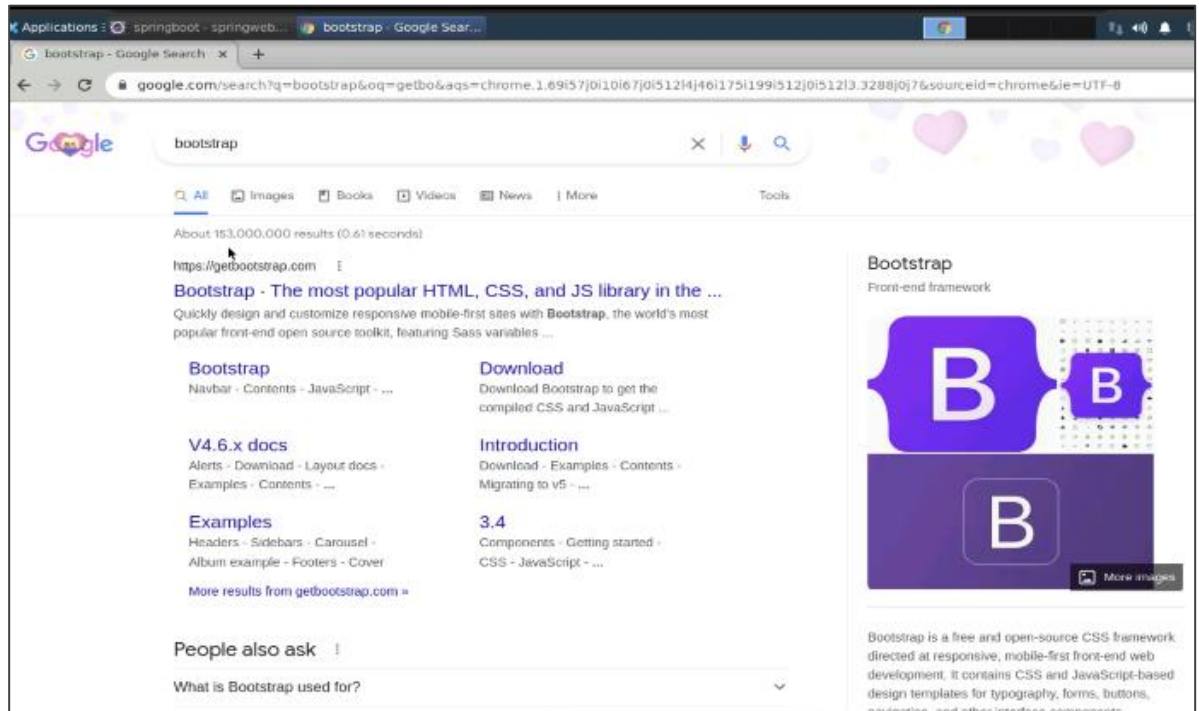 Applications
springboot - springweb...
bootstrap - Google Sear...
bootstrap - Google Search
google.com/search?q=bootstrap&oq=getbo&aqs=chrome.1.69i57j0i10i67j0i512l4j46i175i199i512j0i512l3.3288j0j7&sourceid=chrome&ie=UTF-8
Google
bootstrap
All Images Books Videos News More Tools
About 153,000,000 results (0.61 seconds)
https://getbootstrap.com
Bootstrap · The most popular HTML, CSS, and JS library in the ...
Quickly design and customize responsive mobile-first sites with Bootstrap, the world's most
popular front-end open source toolkit, featuring Sass variables ...
Bootstrap
Navbar - Contents - JavaScript - ...
Download
Download Bootstrap to get the
compiled CSS and JavaScript ...
V4.6.x docs
Alerts - Download - Layout docs -
Examples - Contents - ...
Introduction
Download - Examples - Contents -
Migrating to v5 - ...
Examples
Headers - Sidebars - Carousel -
Album example - Footers - Cover
3.4
Components - Getting started -
CSS - JavaScript - ...
More results from getbootstrap.com »
People also ask
What is Bootstrap used for?
Bootstrap
Front-end framework
B
B
B
More images
Bootstrap is a free and open-source CSS framework
directed at responsive, mobile-first front-end web
development. It contains CSS and JavaScript-based
design templates for typography, forms, buttons,
navigation, and other interface components.